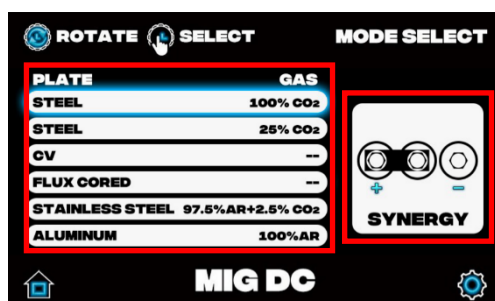 ROTATE SELECT MODE SELECT
PLATE GAS
STEEL 100% CO₂
STEEL 25% CO₂
CV --
FLUX CORED --
STAINLESS STEEL 97.5%AR+2.5% CO₂
ALUMINUM 100%AR
+ −
SYNERGY
MIG DC